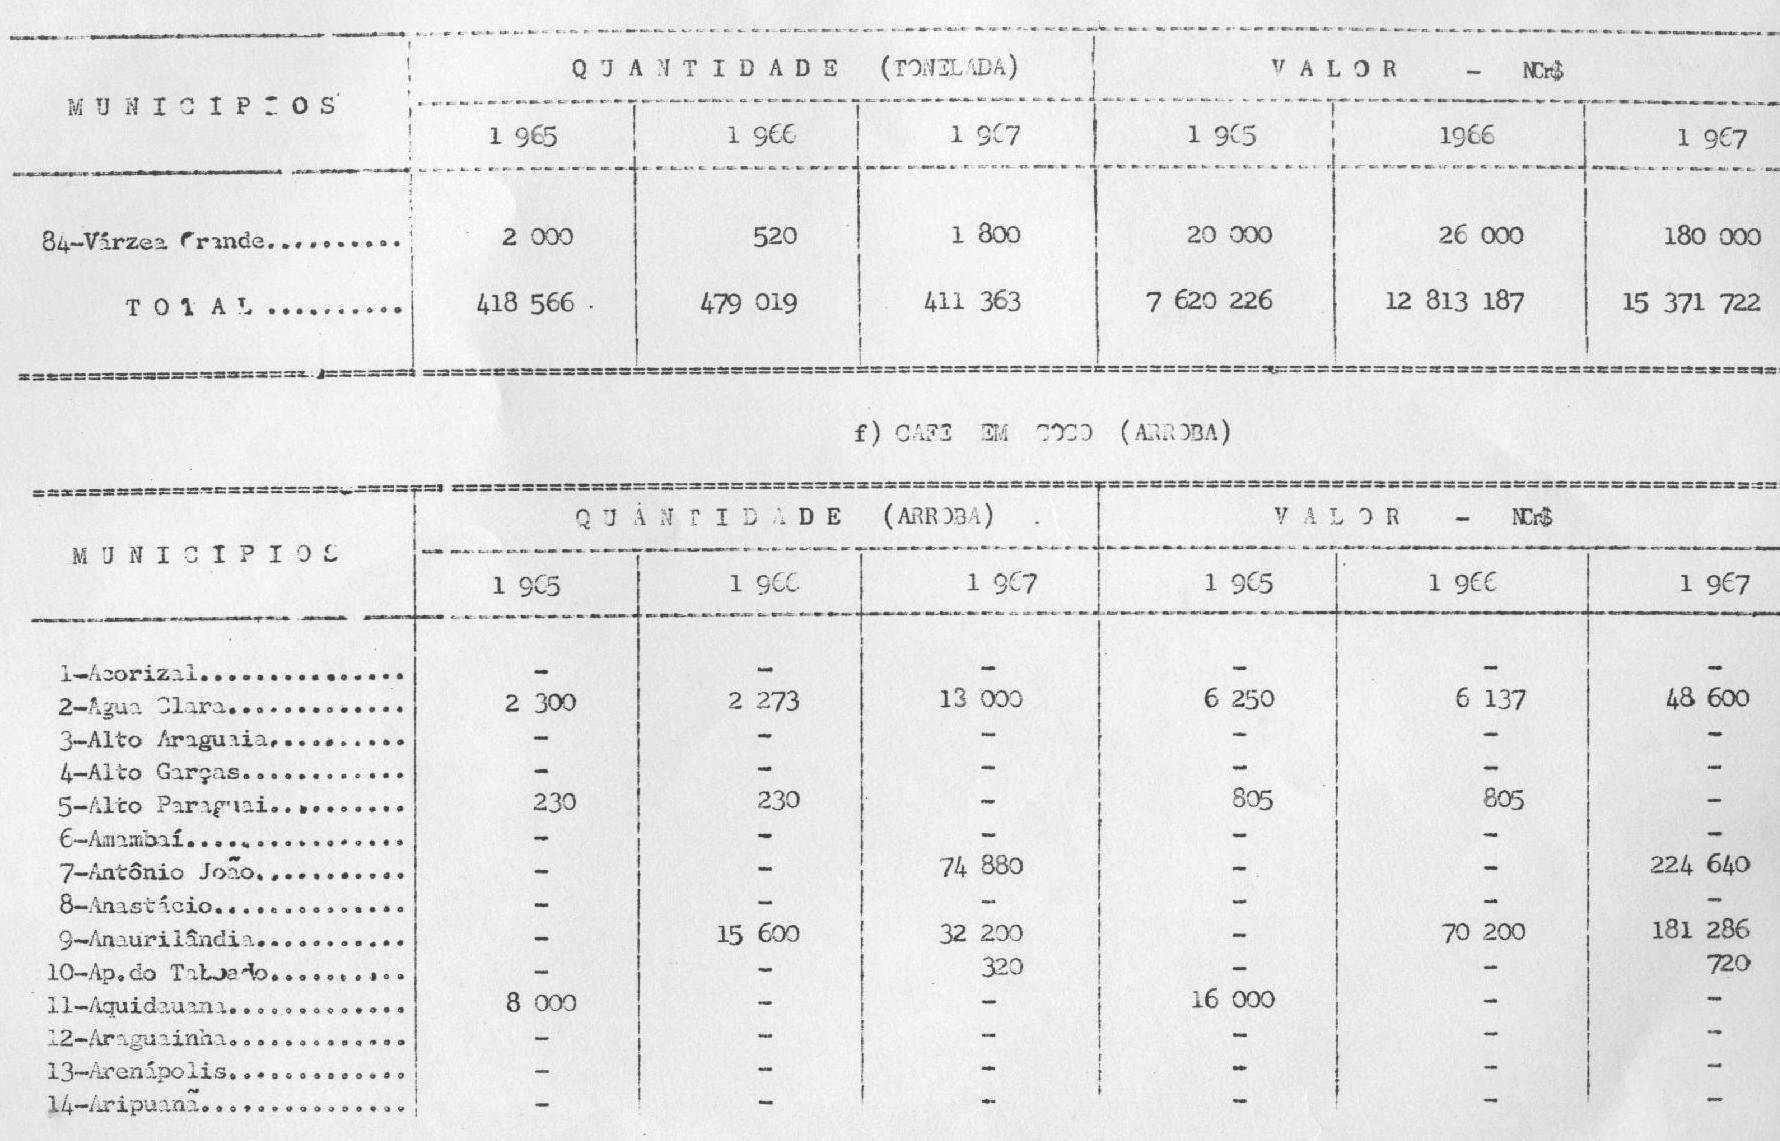 QUANTIDADE (TONELADA) VALOR - NCr$
MUNICIPIOS
1 965 1 966 1 967 1 965 1966 1 967
84-Várzea Grande.......... 2 000 520 1 800 20 000 26 000 180 000
TOTAL .......... 418 566 479 019 411 363 7 620 226 12 813 187 15 371 722
f) CAFE EM COCO (ARROBA)
QUANTIDADE (ARROBA) VALOR - NCr$
MUNICIPIOS
1 965 1 966 1 967 1 965 1 966 1 967
1-Acorizal............... - - - - - -
2-Agua Clara............. 2 300 2 273 13 000 6 250 6 137 48 600
3-Alto Araguaia.......... - - - - - -
4-Alto Garças............ - - - - - -
5-Alto Paraguai.......... 230 230 - 805 805 -
6-Amambaí................ - - - - - -
7-Antônio João........... - - 74 880 - - 224 640
8-Anastácio.............. - - - - - -
9-Anaurilândia........... - 15 600 32 200 - 70 200 181 286
10-Ap.do Taboado.......... - - 320 - - 720
11-Aquidauana............. 8 000 - - 16 000 - -
12-Araguainha............. - - - - - -
13-Arenápolis............. - - - - - -
14-Aripuanã............... - - - - - -